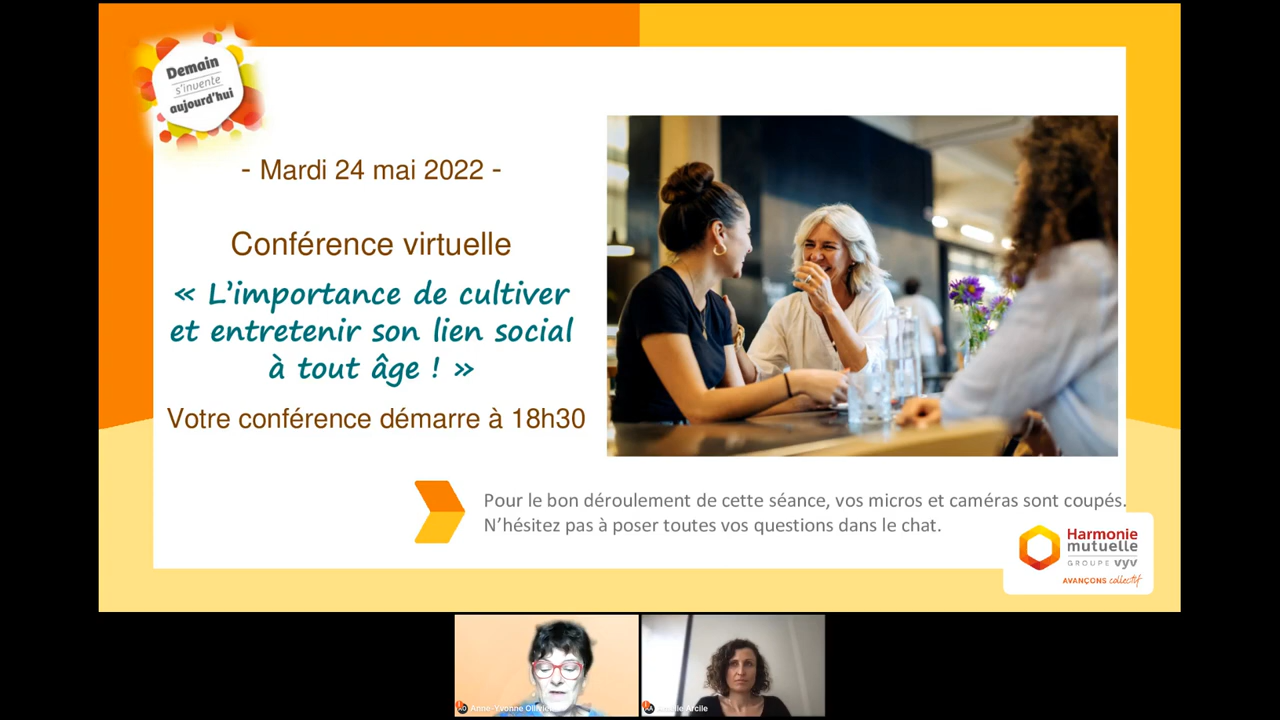 Demain
s'invente
aujourd'hui
- Mardi 24 mai 2022 -
Conférence virtuelle
« L'importance de cultiver
et entretenir son lien social
à tout âge ! »
Votre conférence démarre à 18h30
Pour le bon déroulement de cette séance, vos micros et caméras sont coupés.
N'hésitez pas à poser toutes vos questions dans le chat.
Harmonie
mutuelle
GROUPE vyv
AVANÇONS collectif
Anne-Yvonne